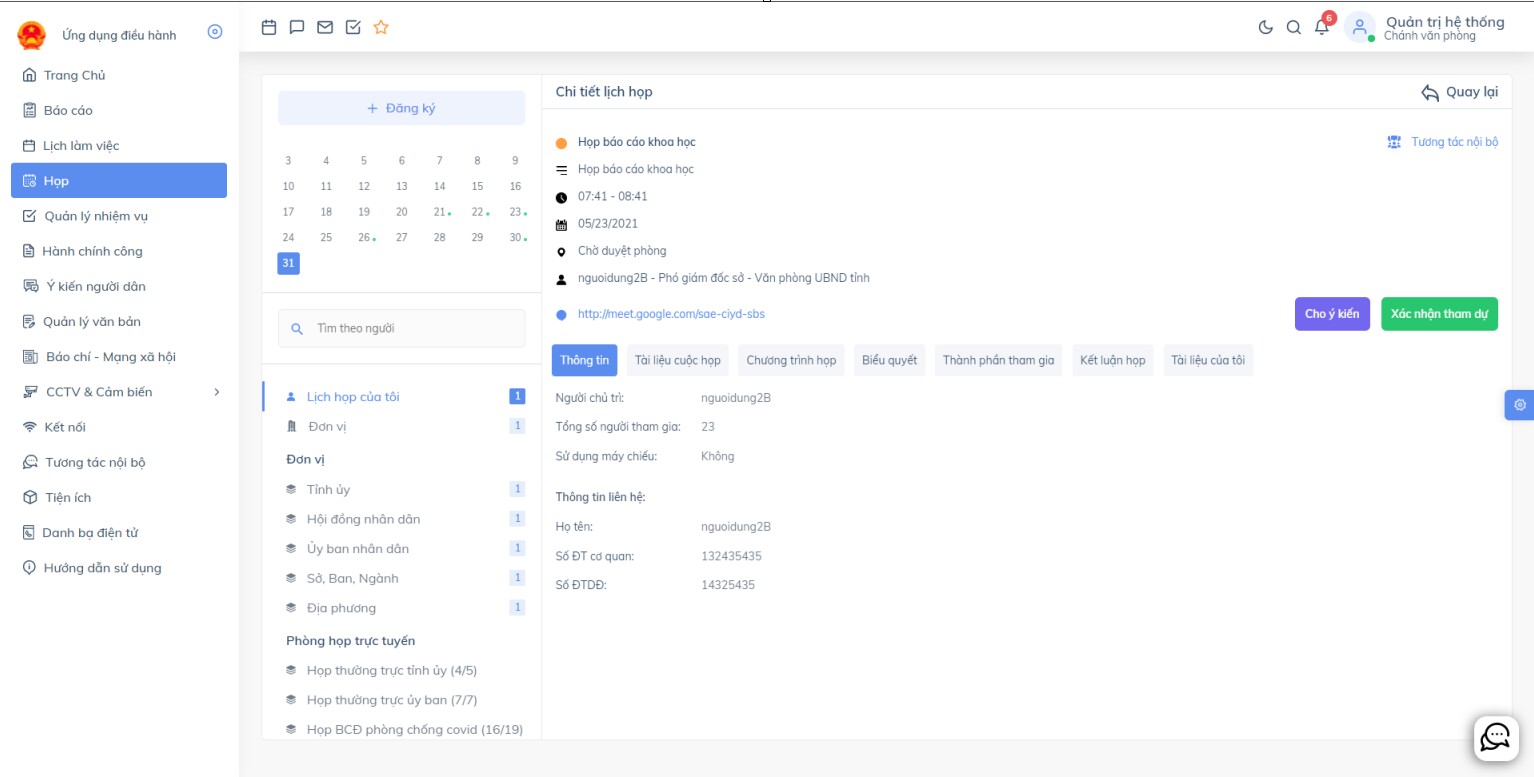 Ứng dụng điều hành
Trang Chủ
Báo cáo
Lịch làm việc
Họp
Quản lý nhiệm vụ
Hành chính công
Ý kiến người dân
Quản lý văn bản
Báo chí - Mạng xã hội
CCTV & Cảm biến
Kết nối
Tương tác nội bộ
Tiện ích
Danh bạ điện tử
Hướng dẫn sử dụng
6
Quản trị hệ thống
Chánh văn phòng
+ Đăng ký
3 4 5 6 7 8 9
10 11 12 13 14 15 16
17 18 19 20 21 22 23
24 25 26 27 28 29 30
31
Tìm theo người
Lịch họp của tôi 1
Đơn vị 1
Đơn vị
Tỉnh ủy 1
Hội đồng nhân dân 1
Ủy ban nhân dân 1
Sở, Ban, Ngành 1
Địa phương 1
Phòng họp trực tuyến
Họp thường trực tỉnh ủy (4/5)
Họp thường trực ủy ban (7/7)
Họp BCĐ phòng chống covid (16/19)
Chi tiết lịch họp
Quay lại
Họp báo cáo khoa học
Tương tác nội bộ
Họp báo cáo khoa học
07:41 - 08:41
05/23/2021
Chờ duyệt phòng
nguoidung2B - Phó giám đốc sở - Văn phòng UBND tỉnh
http://meet.google.com/sae-ciyd-sbs
Cho ý kiến
Xác nhận tham dự
Thông tin Tài liệu cuộc họp Chương trình họp Biểu quyết Thành phần tham gia Kết luận họp Tài liệu của tôi
Người chủ trì: nguoidung2B
Tổng số người tham gia: 23
Sử dụng máy chiếu: Không
Thông tin liên hệ:
Họ tên: nguoidung2B
Số ĐT cơ quan: 132435435
Số ĐTDĐ: 14325435